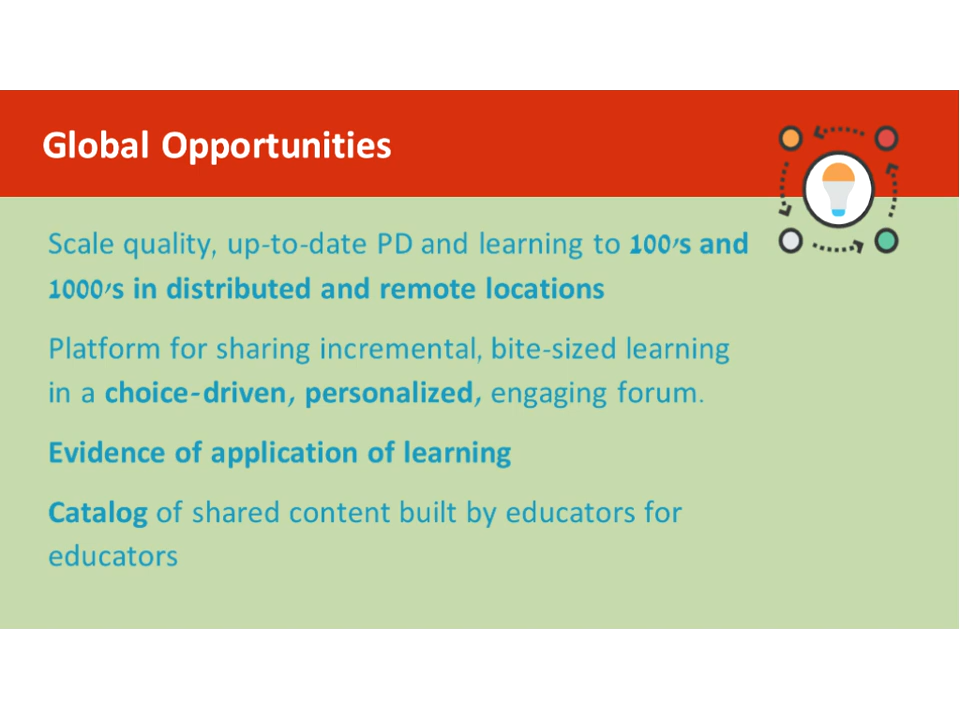 Global Opportunities
Scale quality, up-to-date PD and learning to 100's and
1000's in distributed and remote locations
Platform for sharing incremental, bite-sized learning
in a choice-driven, personalized, engaging forum.
Evidence of application of learning
Catalog of shared content built by educators for
educators